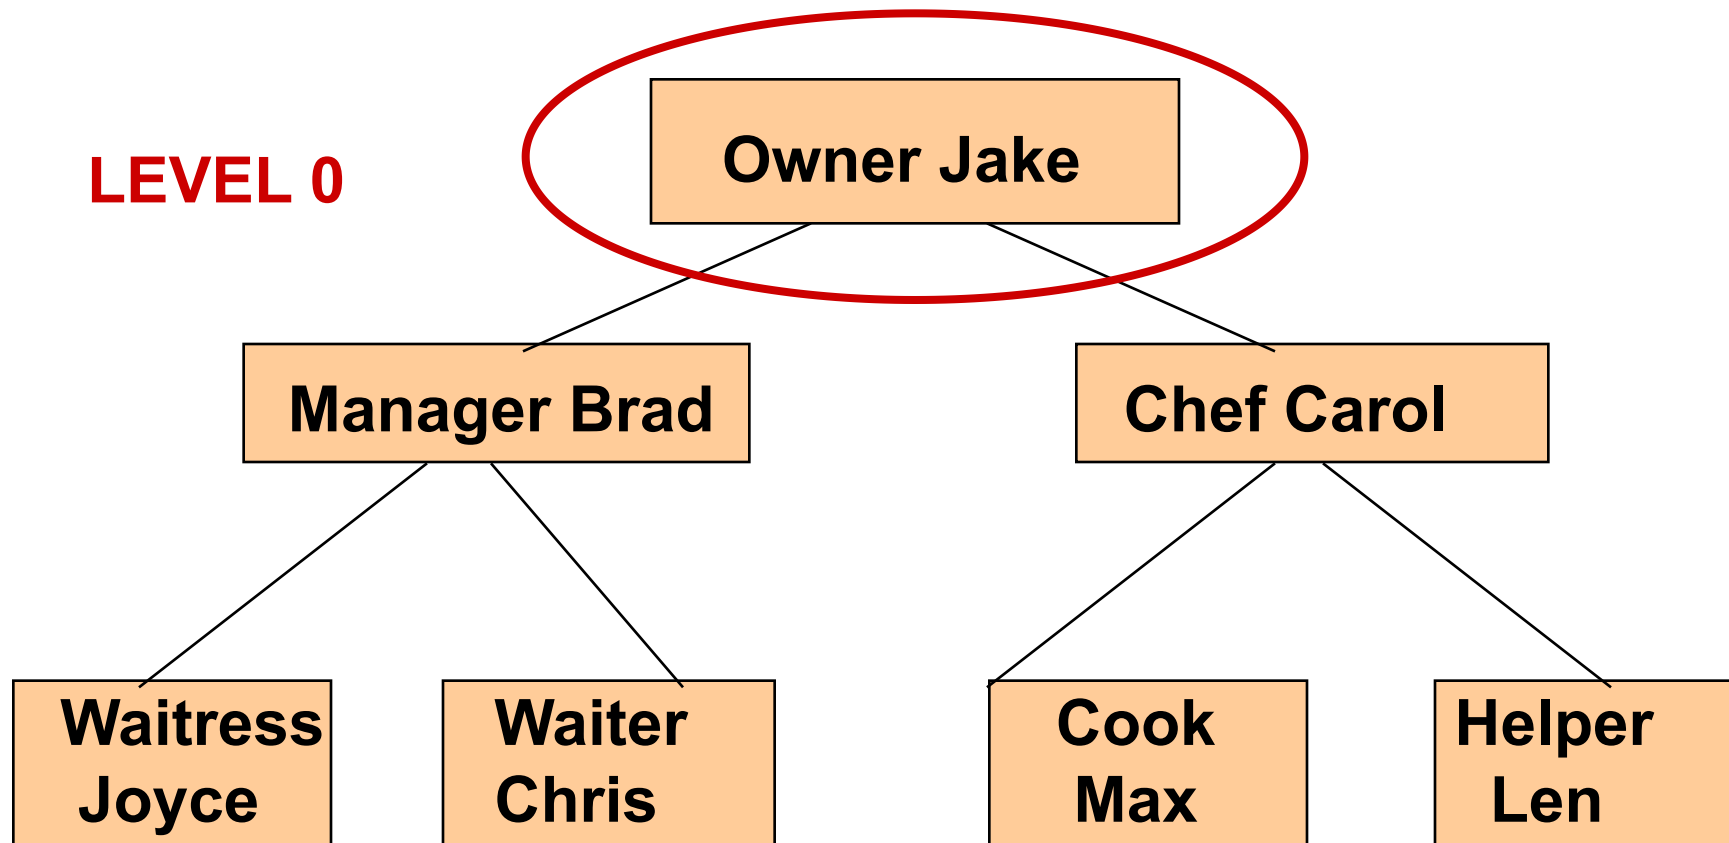 LEVEL 0
Owner Jake
Manager Brad
Chef Carol
Waitress
Joyce
Waiter
Chris
Cook
Max
Helper
Len